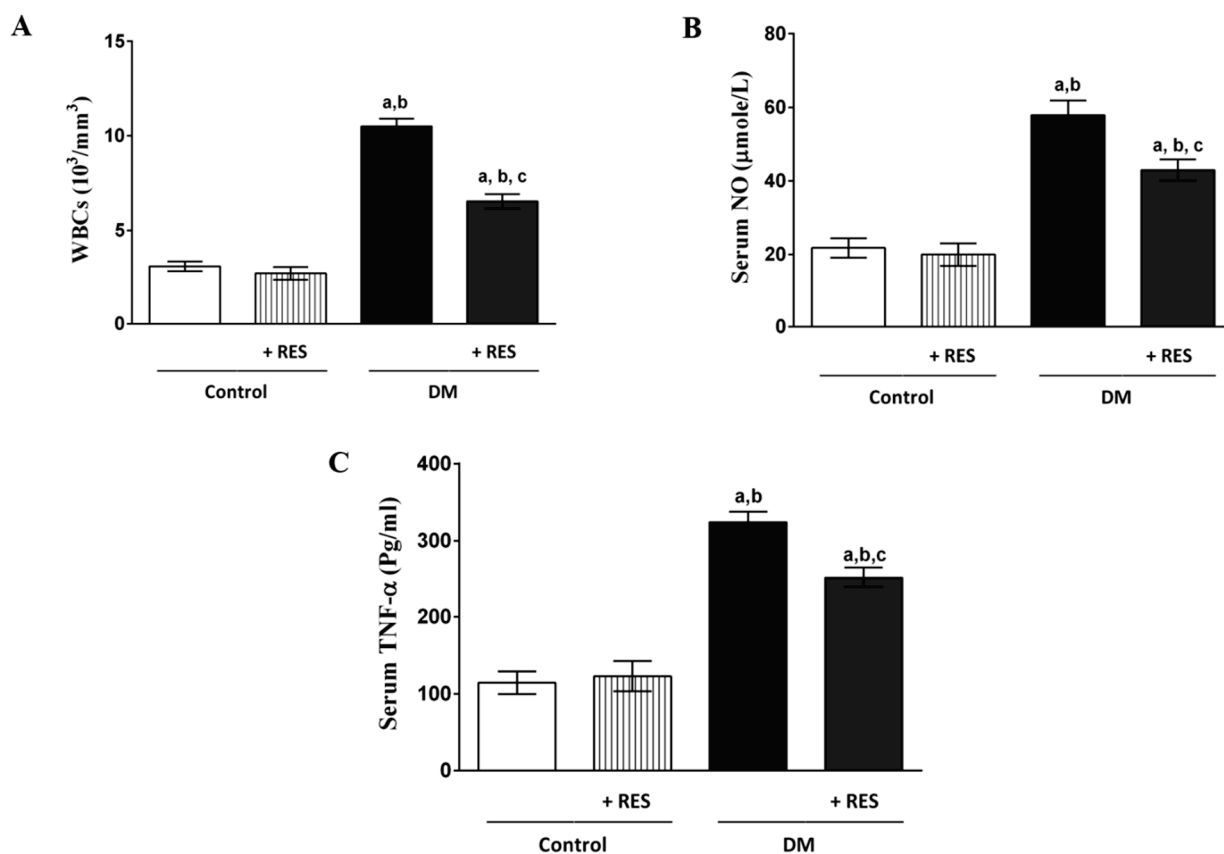 A
WBCs (10³/mm³)
15
10
5
0
a,b
a, b, c
+ RES
+ RES
Control
DM
B
Serum NO (µmole/L)
80
60
40
20
0
a,b
a, b, c
+ RES
+ RES
Control
DM
C
Serum TNF-α (Pg/ml)
400
300
200
100
0
a,b
a,b,c
+ RES
+ RES
Control
DM